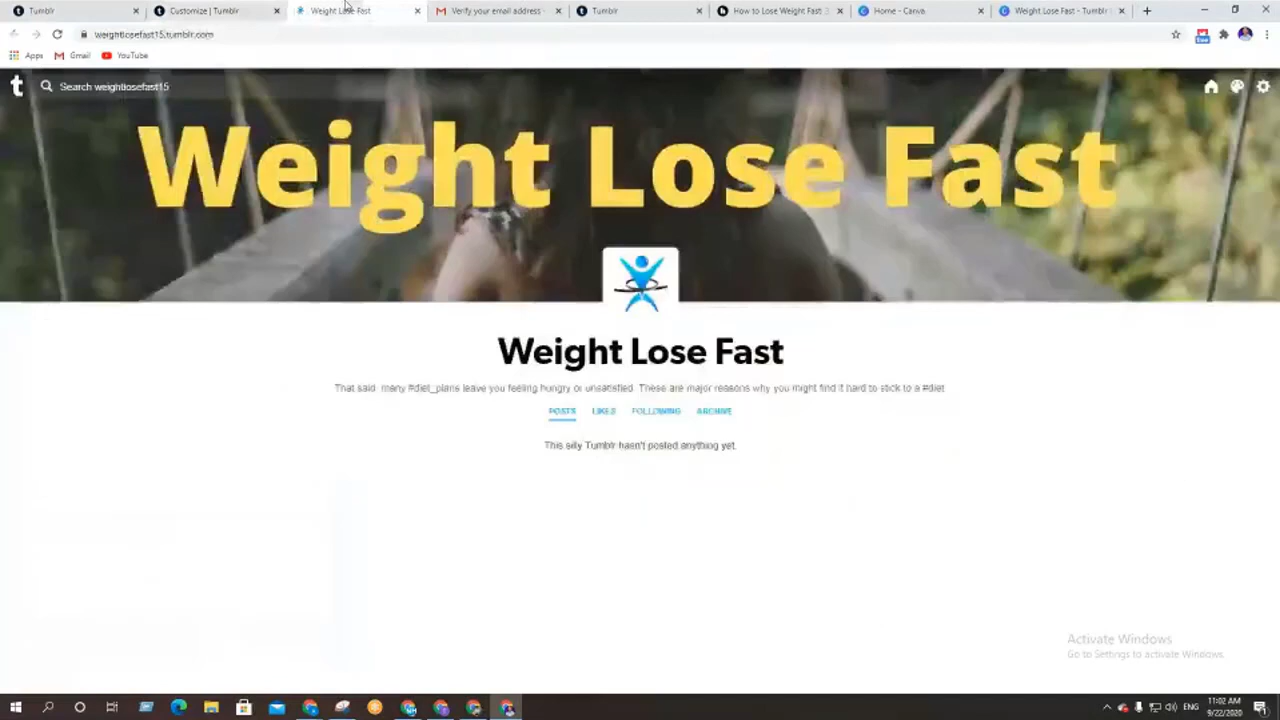 Tumblr
Customize | Tumblr
Weight Lose Fast
Verify your email address -
Tumblr
How to Lose Weight Fast: 3
Home - Canva
Weight Lose Fast - Tumblr
weightlosefast15.tumblr.com
Apps
Gmail
YouTube
t
Search weightlosefast15
Weight Lose Fast
Weight Lose Fast
That said many #diet_plans leave you feeling hungry or unsatisfied These are major reasons why you might find it hard to stick to a #diet
POSTS LIKES FOLLOWING ARCHIVE
This silly Tumblr hasn't posted anything yet.
Activate Windows
Go to Settings to activate Windows.
ENG
11:02 AM
9/22/2020